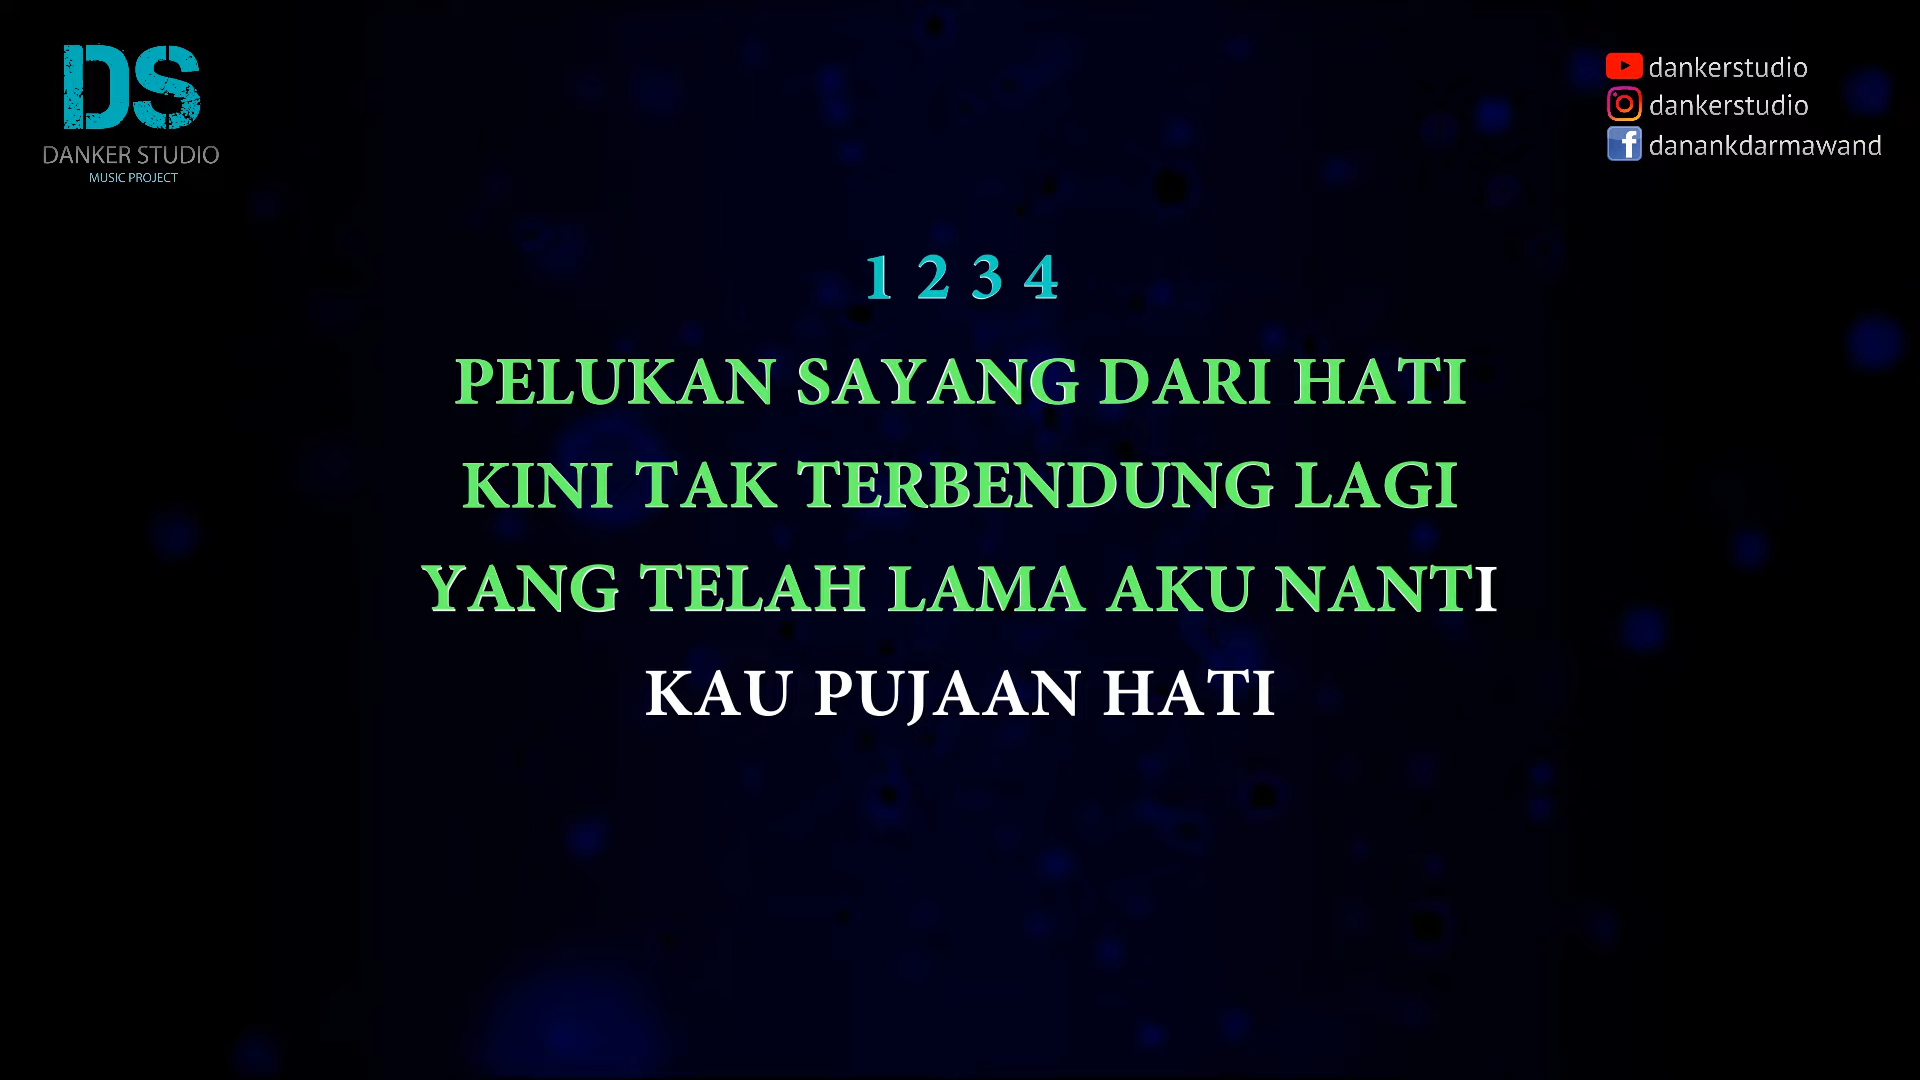 DS
DANKER STUDIO
MUSIC PROJECT
dankerstudio
dankerstudio
danankdarmawand
1 2 3 4
PELUKAN SAYANG DARI HATI
KINI TAK TERBENDUNG LAGI
YANG TELAH LAMA AKU NANTI
KAU PUJAAN HATI